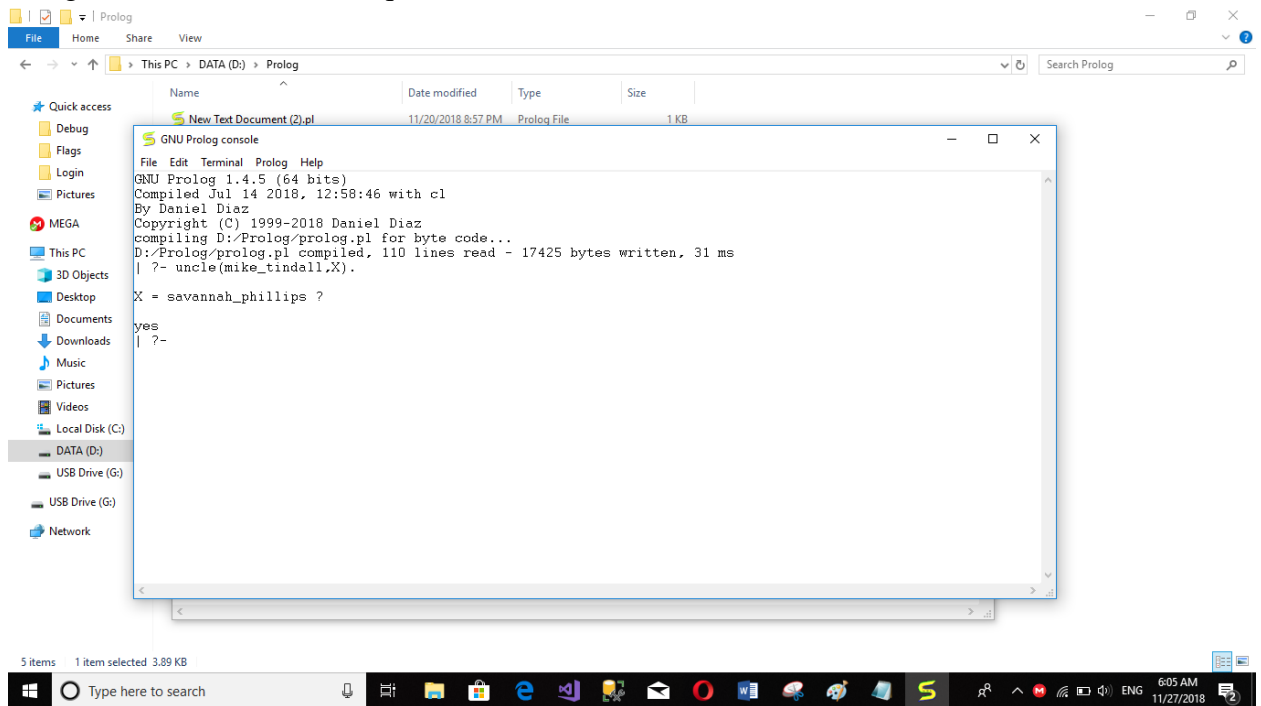 Prolog
File Home Share View
This PC › DATA (D:) › Prolog
Search Prolog
Name Date modified Type Size
Quick access
New Text Document (2).pl 11/20/2018 8:57 PM Prolog File 1 KB
Debug
Flags
Login
Pictures
MEGA
This PC
3D Objects
Desktop
Documents
Downloads
Music
Pictures
Videos
Local Disk (C:)
DATA (D:)
USB Drive (G:)
USB Drive (G:)
Network
GNU Prolog console
File Edit Terminal Prolog Help
GNU Prolog 1.4.5 (64 bits)
Compiled Jul 14 2018, 12:58:46 with cl
By Daniel Diaz
Copyright (C) 1999-2018 Daniel Diaz
compiling D:/Prolog/prolog.pl for byte code...
D:/Prolog/prolog.pl compiled, 110 lines read - 17425 bytes written, 31 ms
| ?- uncle(mike_tindall,X).
X = savannah_phillips ?
yes
| ?-
5 items 1 item selected 3.89 KB
Type here to search
ENG
6:05 AM
11/27/2018
2